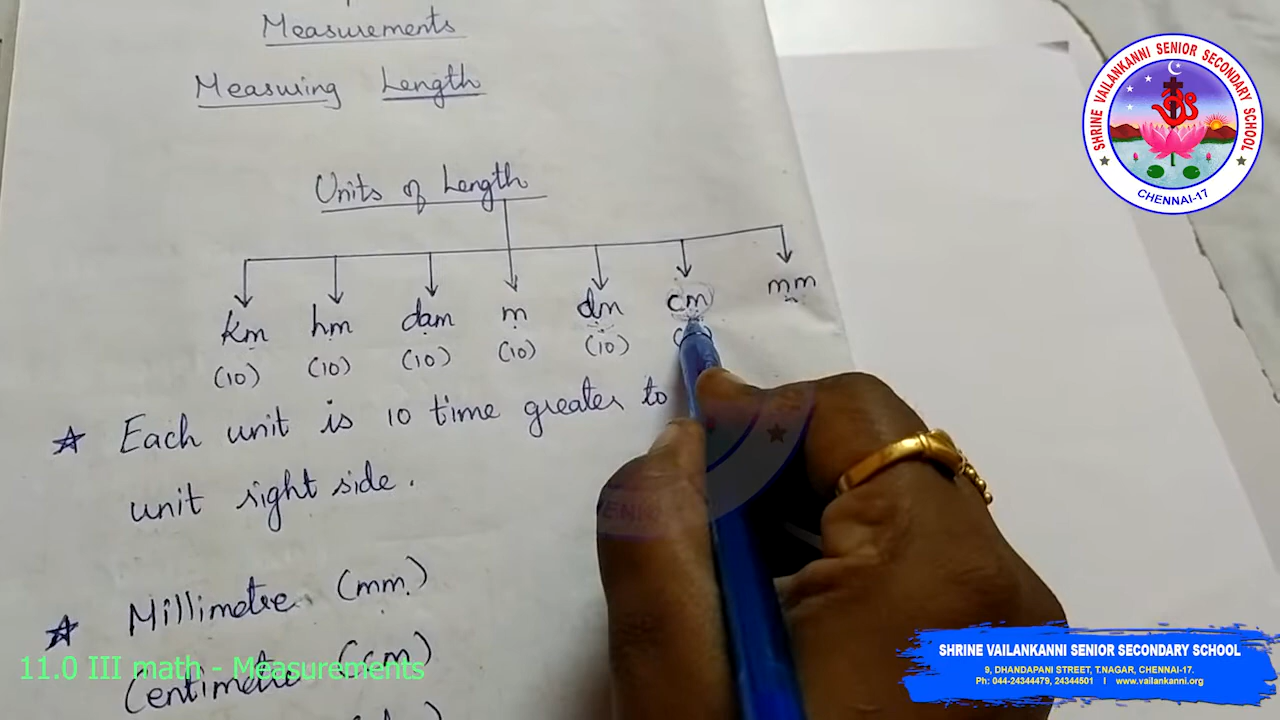 Measurements
Measuring Length
Units of Length
km hm dam m dm cm mm
(10) (10) (10) (10) (10)
☆ Each unit is 10 time greater to
unit right side.
☆ Millimetre (mm)
Centimetre (cm)
11.0 III math - Measurements
SHRINE VAILANKANNI SENIOR SECONDARY SCHOOL
CHENNAI-17
SHRINE VAILANKANNI SENIOR SECONDARY SCHOOL
9, DHANDAPANI STREET, T.NAGAR, CHENNAI-17.
Ph: 044-24344479, 24344501 I www.vailankanni.org